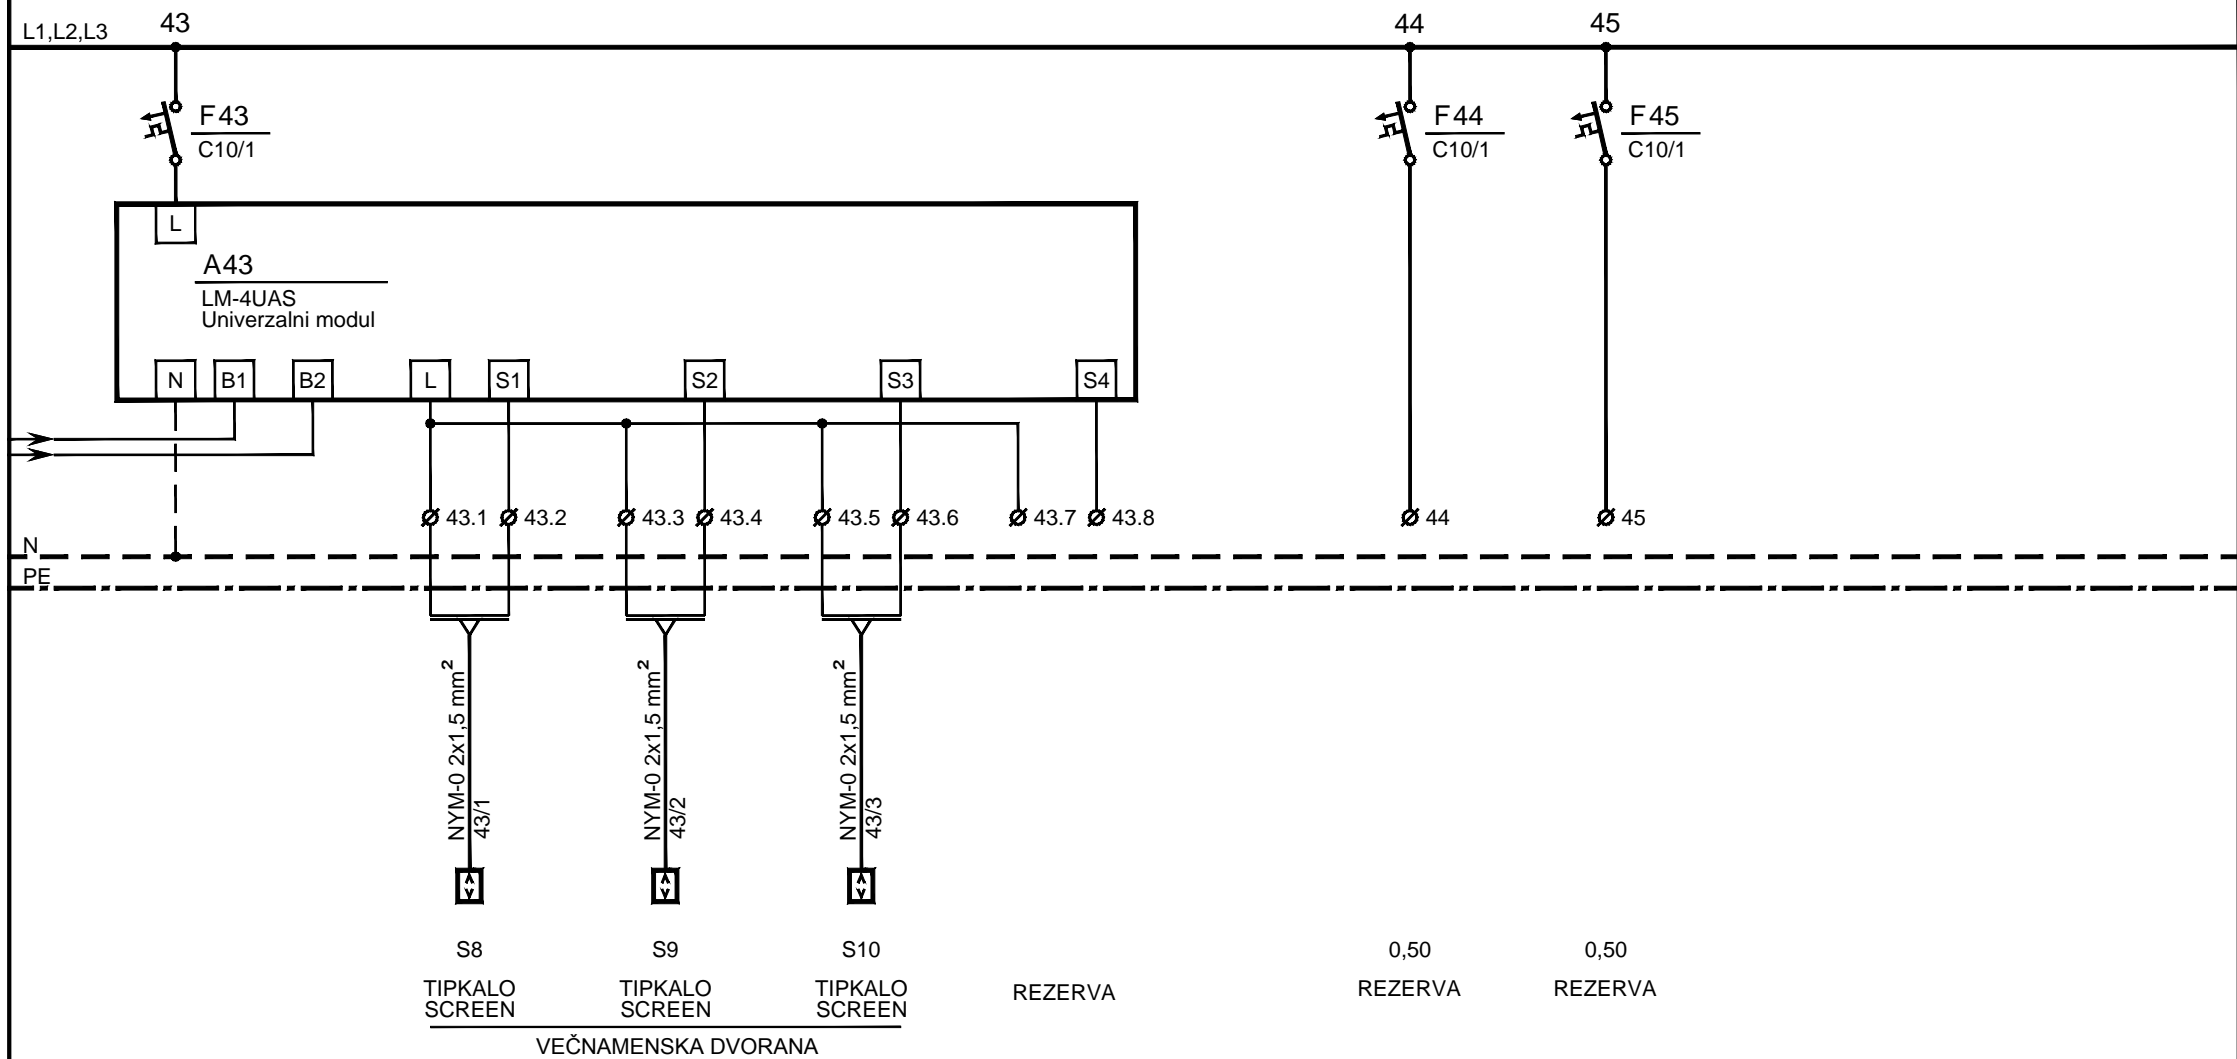 L1,L2,L3
43
44
45
F43
C10/1
F44
C10/1
F45
C10/1
L
A43
LM-4UAS
Univerzalni modul
N
B1
B2
L
S1
S2
S3
S4
43.1
43.2
43.3
43.4
43.5
43.6
43.7
43.8
44
45
N
PE
NYM-0 2x1,5 mm²
43/1
NYM-0 2x1,5 mm²
43/2
NYM-0 2x1,5 mm²
43/3
S8
S9
S10
0,50
0,50
TIPKALO
SCREEN
TIPKALO
SCREEN
TIPKALO
SCREEN
REZERVA
REZERVA
REZERVA
VEČNAMENSKA DVORANA